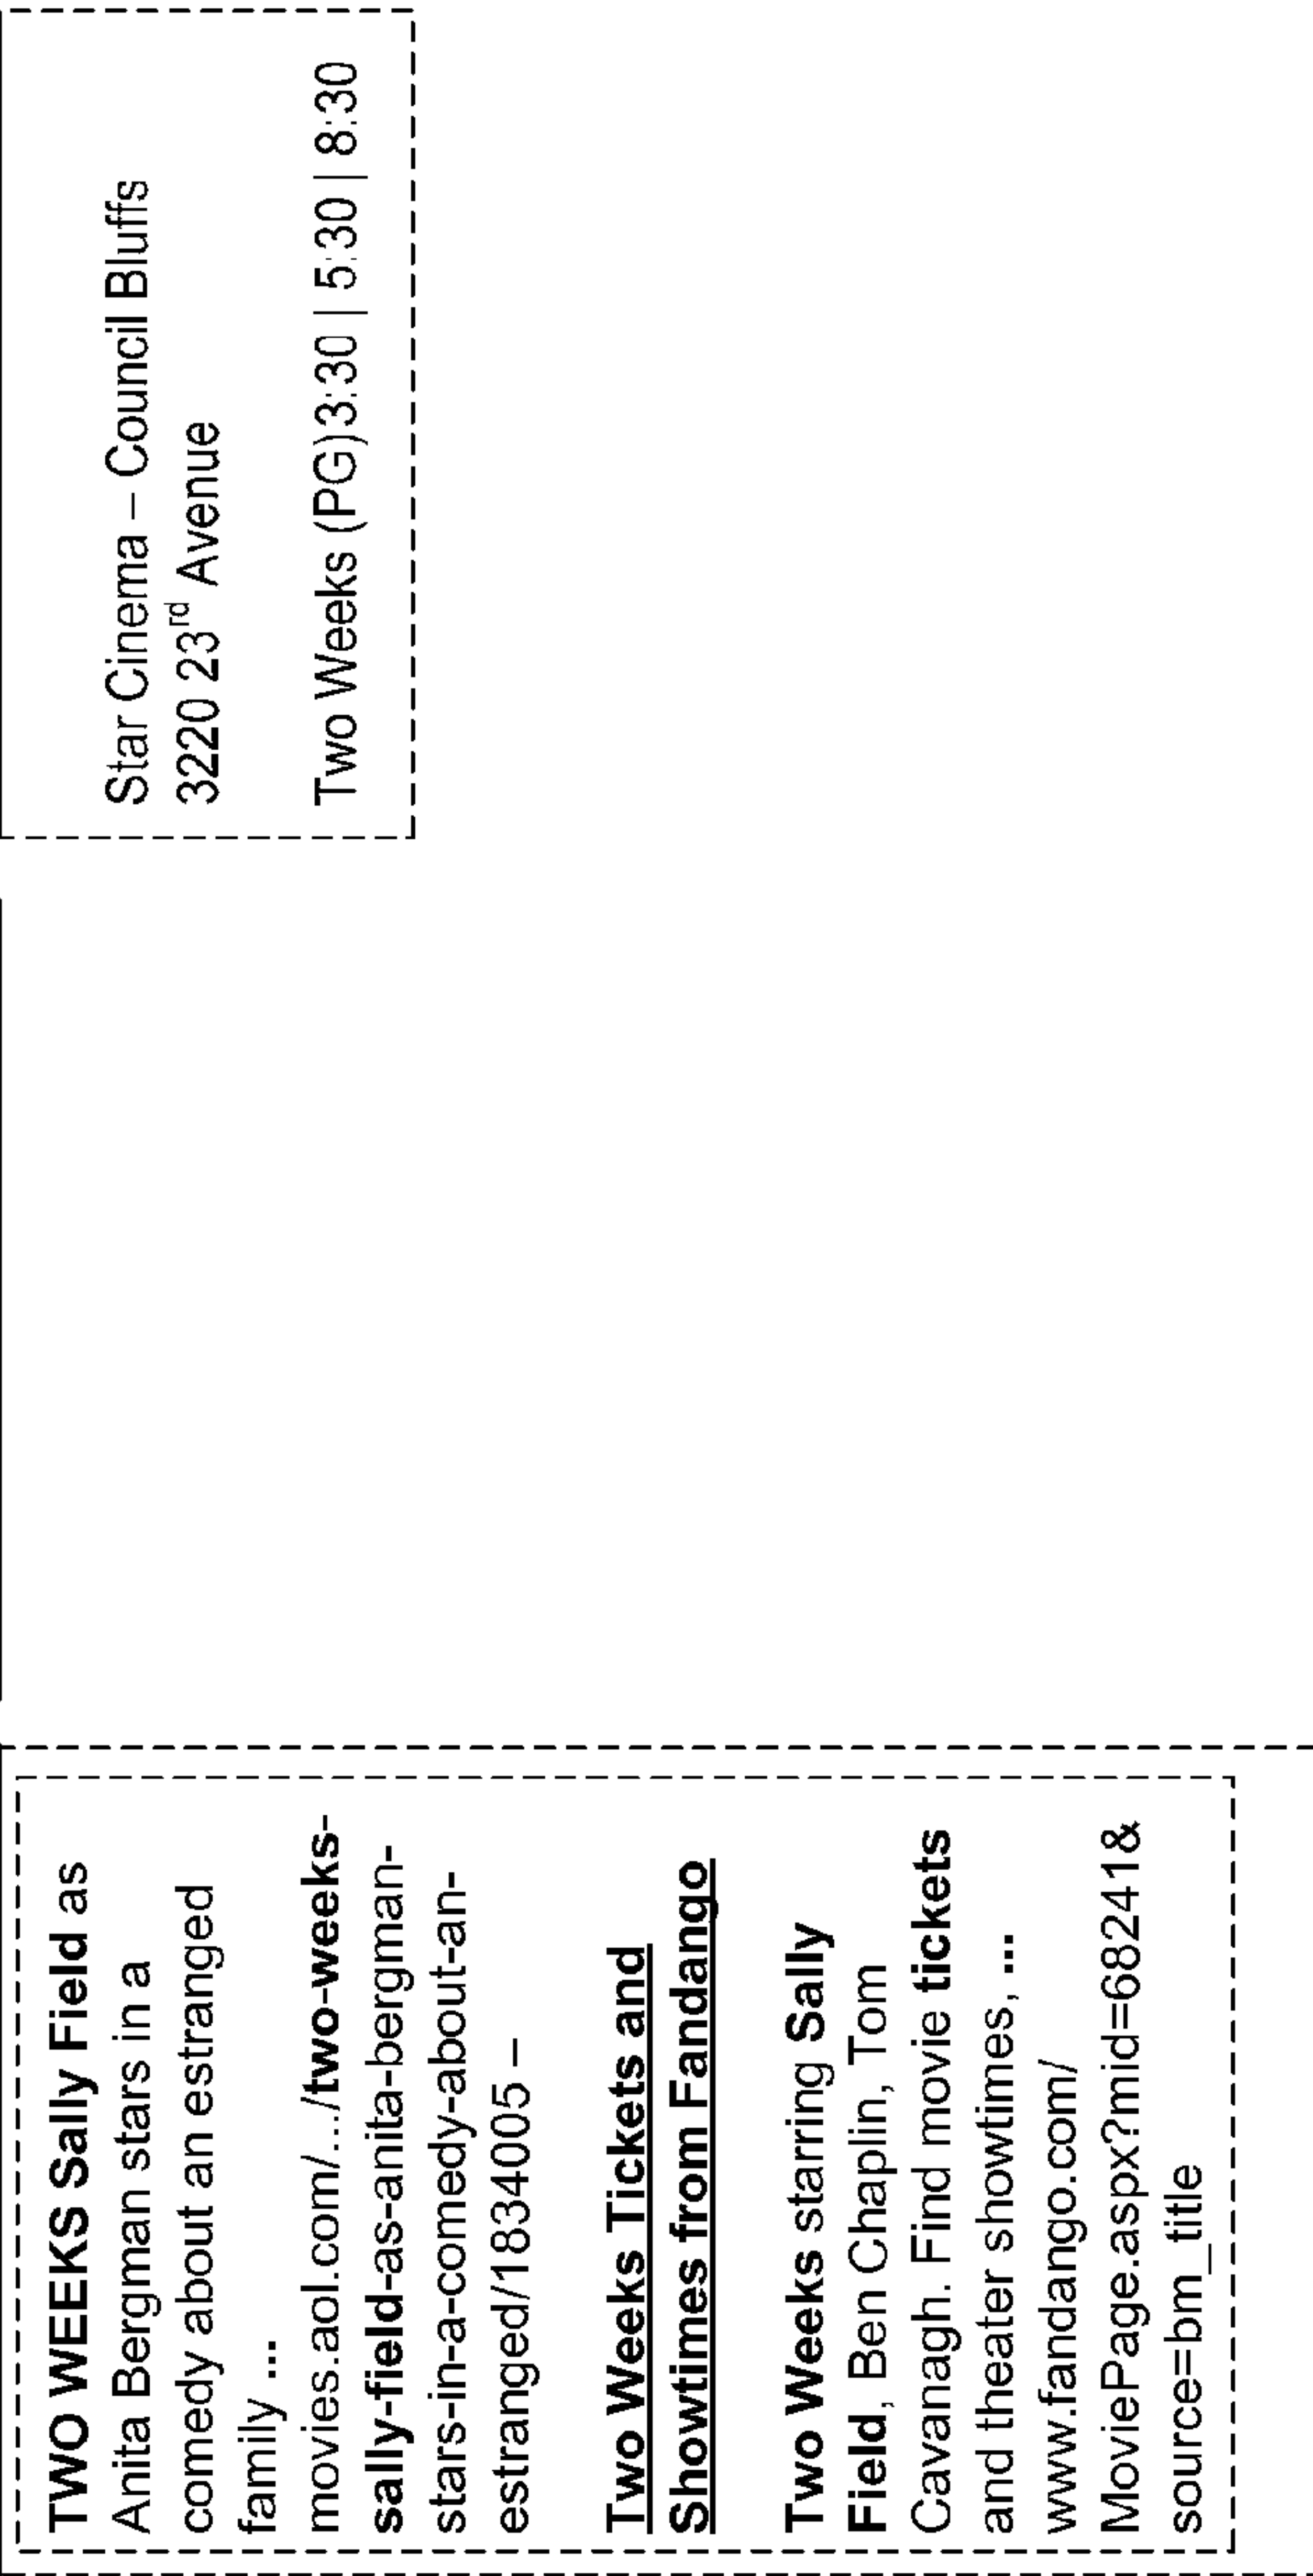 TWO WEEKS Sally Field as
Anita Bergman stars in a
comedy about an estranged
family ...
movies.aol.com/.../two-weeks-
sally-field-as-anita-bergman-
stars-in-a-comedy-about-an-
estranged/1834005 –
Two Weeks Tickets and
Showtimes from Fandango
Two Weeks starring Sally
Field, Ben Chaplin, Tom
Cavanagh. Find movie tickets
and theater showtimes, ...
www.fandango.com/
MoviePage.aspx?mid=68241&
source=bm_title
Star Cinema – Council Bluffs
3220 23rd Avenue
Two Weeks (PG)3:30 | 5:30 | 8:30